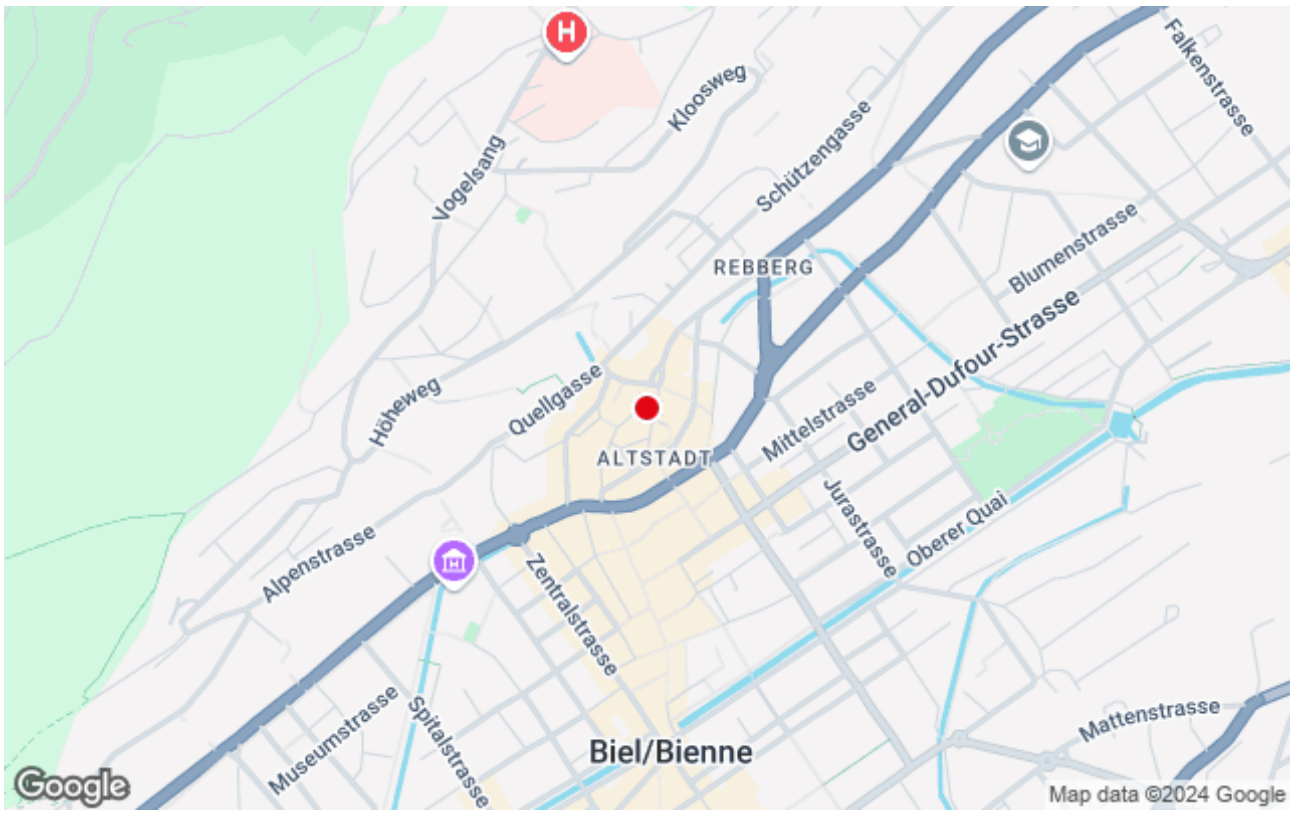 H
Kloosweg
Falkenstrasse
Vogelsang
Schützengasse
REBBERG
Blumenstrasse
General-Dufour-Strasse
Höheweg
Quellgasse
Mittelstrasse
ALTSTADT
Jurastrasse
Oberer Quai
Alpenstrasse
Zentralstrasse
Museumstrasse
Spitalstrasse
Mattenstrasse
Biel/Bienne
Google
Map data ©2024 Google